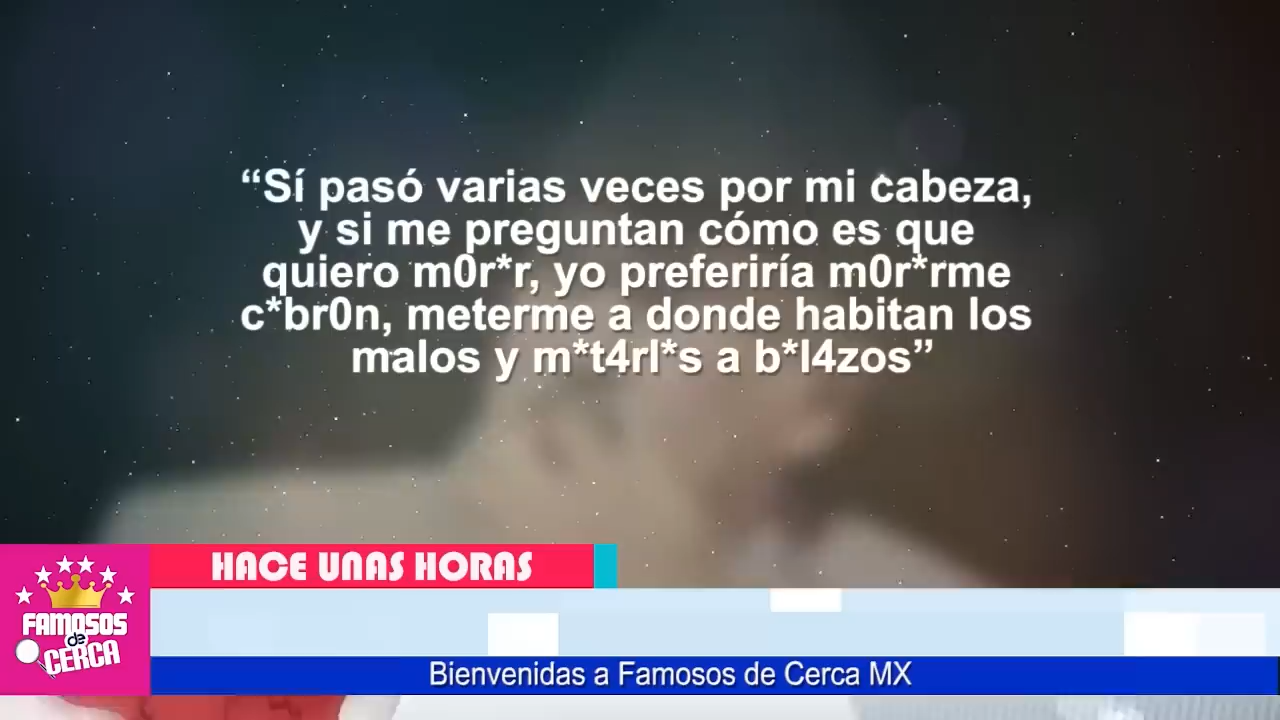 “Sí pasó varias veces por mi cabeza,
y si me preguntan cómo es que
quiero m0r*r, yo preferiría m0r*rme
c*br0n, meterme a donde habitan los
malos y m*t4rl*s a b*l4zos”
HACE UNAS HORAS
FAMOSOS
de
CERCA
Bienvenidas a Famosos de Cerca MX